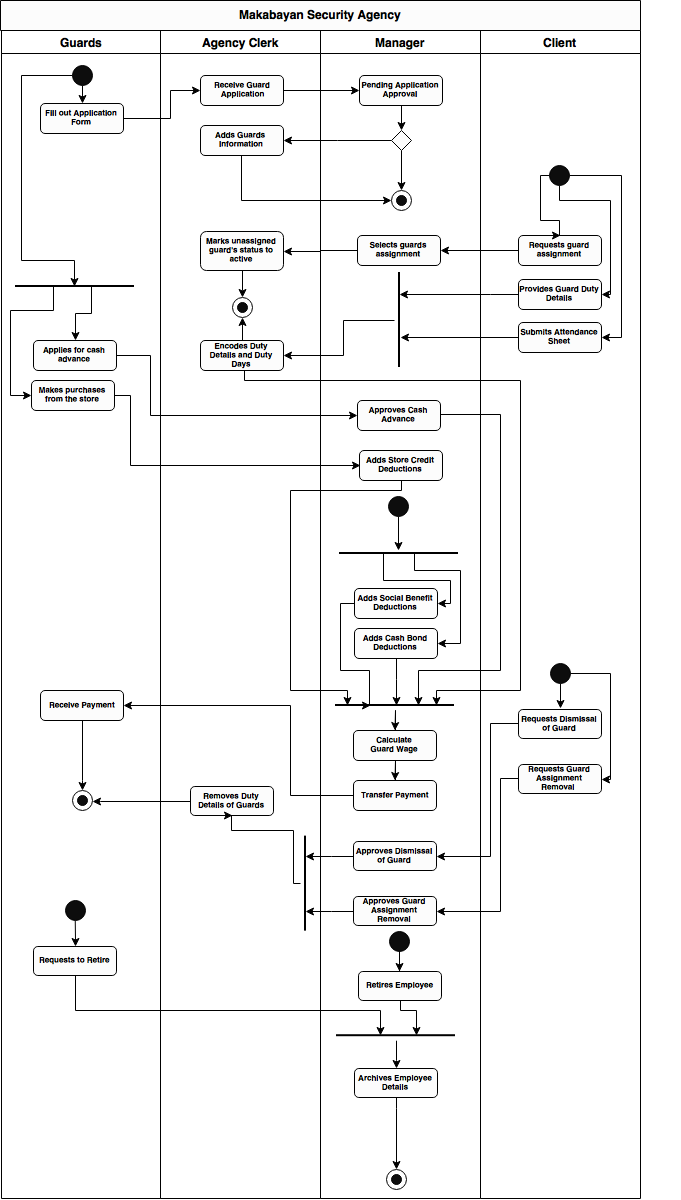 Makabayan Security Agency
Guards
Agency Clerk
Manager
Client
Fill out Application
Form
Receive Guard
Application
Pending Application
Approval
Adds Guards
Information
Marks unassigned
guard's status to
active
Selects guards
assignment
Requests guard
assignment
Provides Guard Duty
Details
Submits Attendance
Sheet
Encodes Duty
Details and Duty
Days
Applies for cash
advance
Makes purchases
from the store
Approves Cash
Advance
Adds Store Credit
Deductions
Adds Social Benefit
Deductions
Adds Cash Bond
Deductions
Receive Payment
Calculate
Guard Wage
Requests Dismissal
of Guard
Requests Guard
Assignment
Removal
Removes Duty
Details of Guards
Transfer Payment
Approves Dismissal
of Guard
Approves Guard
Assignment
Removal
Requests to Retire
Retires Employee
Archives Employee
Details